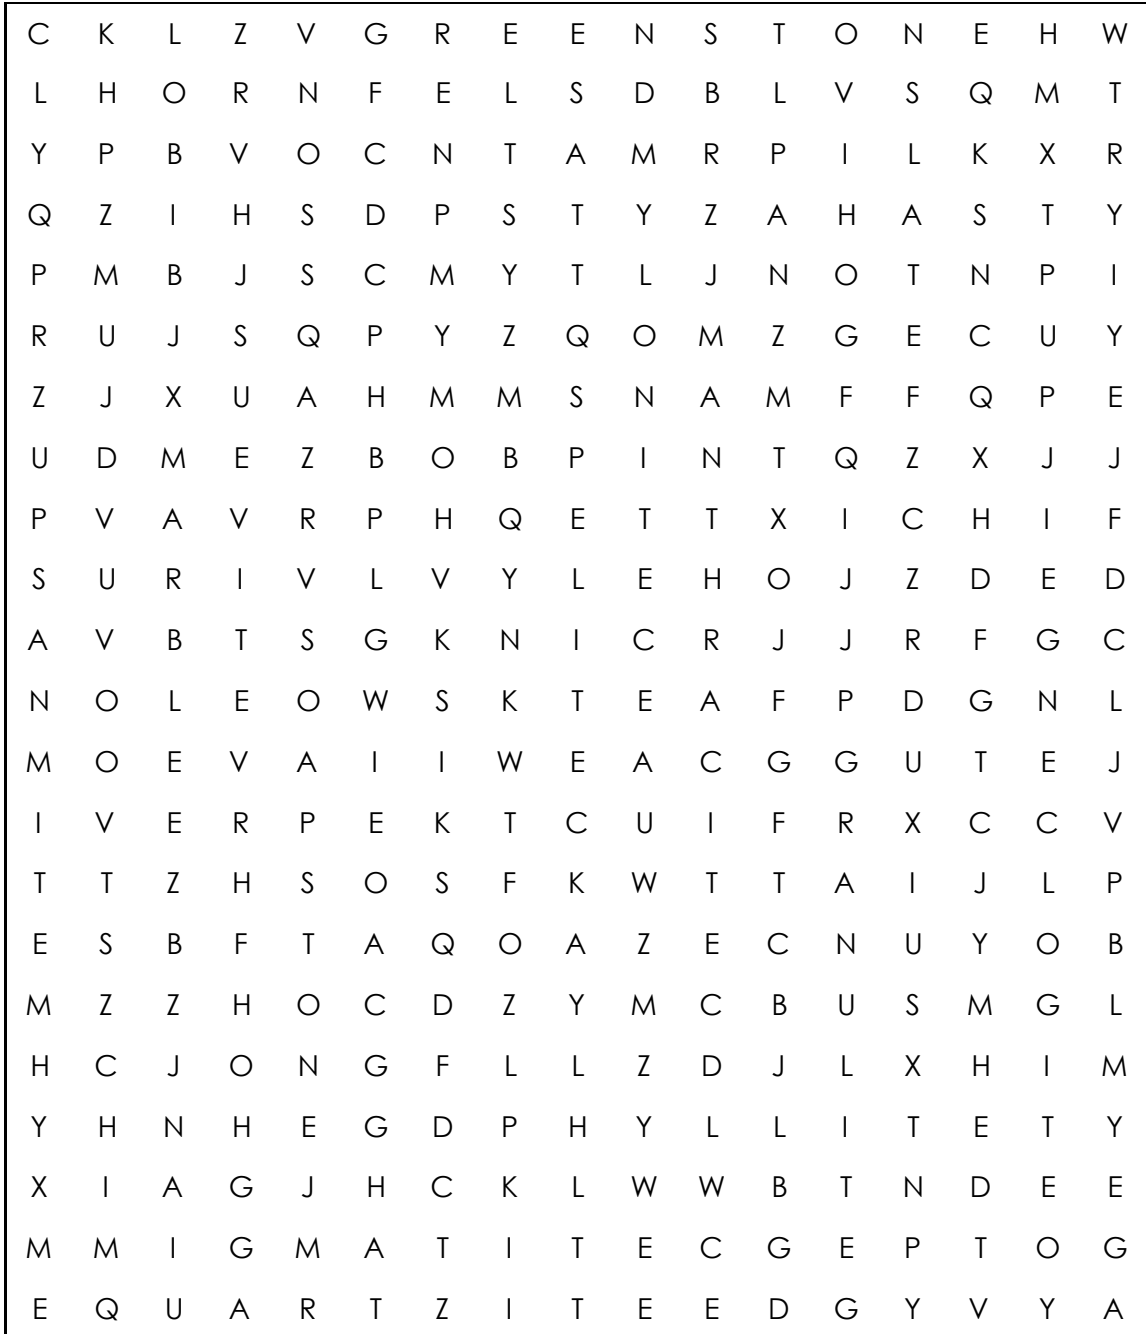 C K L Z V G R E E N S T O N E H W
L H O R N F E L S D B L V S Q M T
Y P B V O C N T A M R P I L K X R
Q Z I H S D P S T Y Z A H A S T Y
P M B J S C M Y T L J N O T N P I
R U J S Q P Y Z Q O M Z G E C U Y
Z J X U A H M M S N A M F F Q P E
U D M E Z B O B P I N T Q Z X J J
P V A V R P H Q E T T X I C H I F
S U R I V L V Y L E H O J Z D E D
A V B T S G K N I C R J J R F G C
N O L E O W S K T E A F P D G N L
M O E V A I I W E A C G G U T E J
I V E R P E K T C U I F R X C C V
T T Z H S O S F K W T T A I J L P
E S B F T A Q O A Z E C N U Y O B
M Z Z H O C D Z Y M C B U S M G L
H C J O N G F L L Z D J L X H I M
Y H N H E G D P H Y L L I T E T Y
X I A G J H C K L W W B T N D E E
M M I G M A T I T E C G E P T O G
E Q U A R T Z I T E E D G Y V Y A